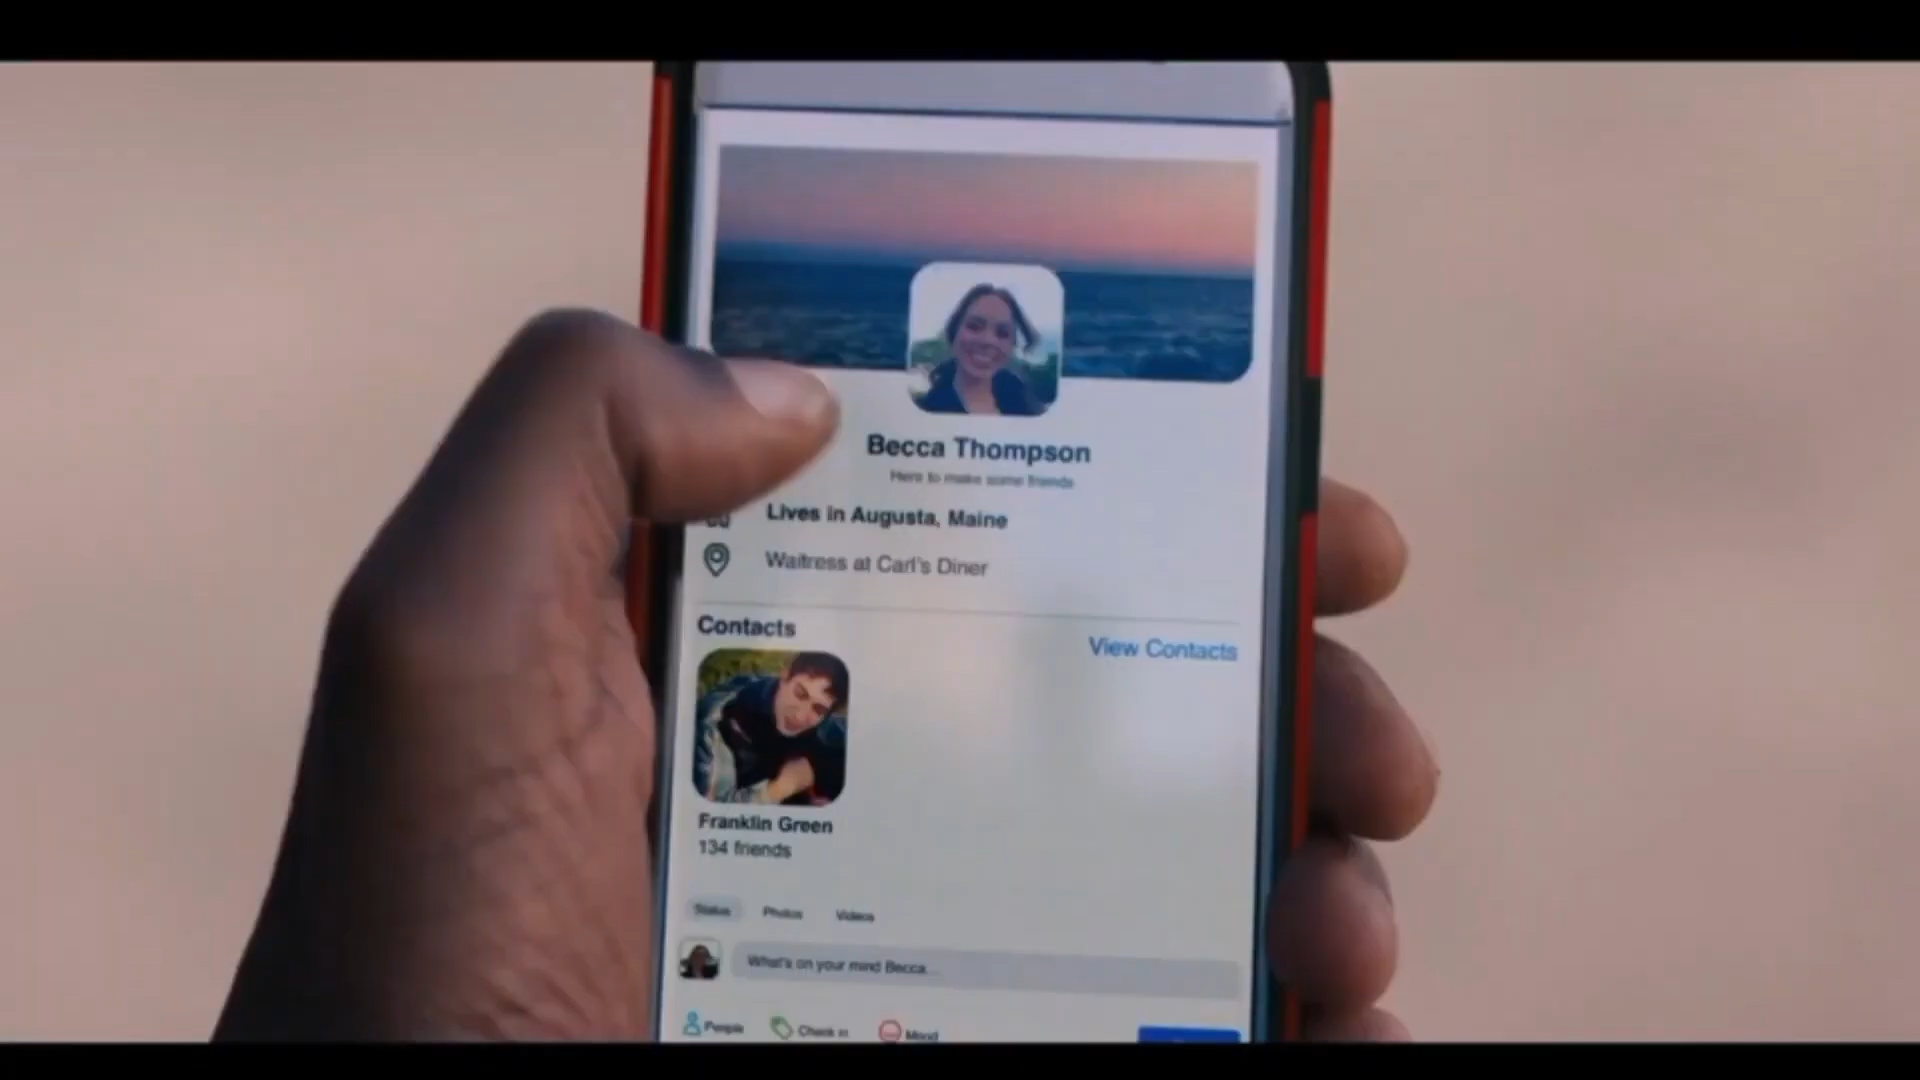 Becca Thompson
Here to make some friends
Lives in Augusta, Maine
Waitress at Carl's Diner
Contacts
View Contacts
Franklin Green
134 friends
Status Photos Videos
What's on your mind Becca...
People Check in Mood